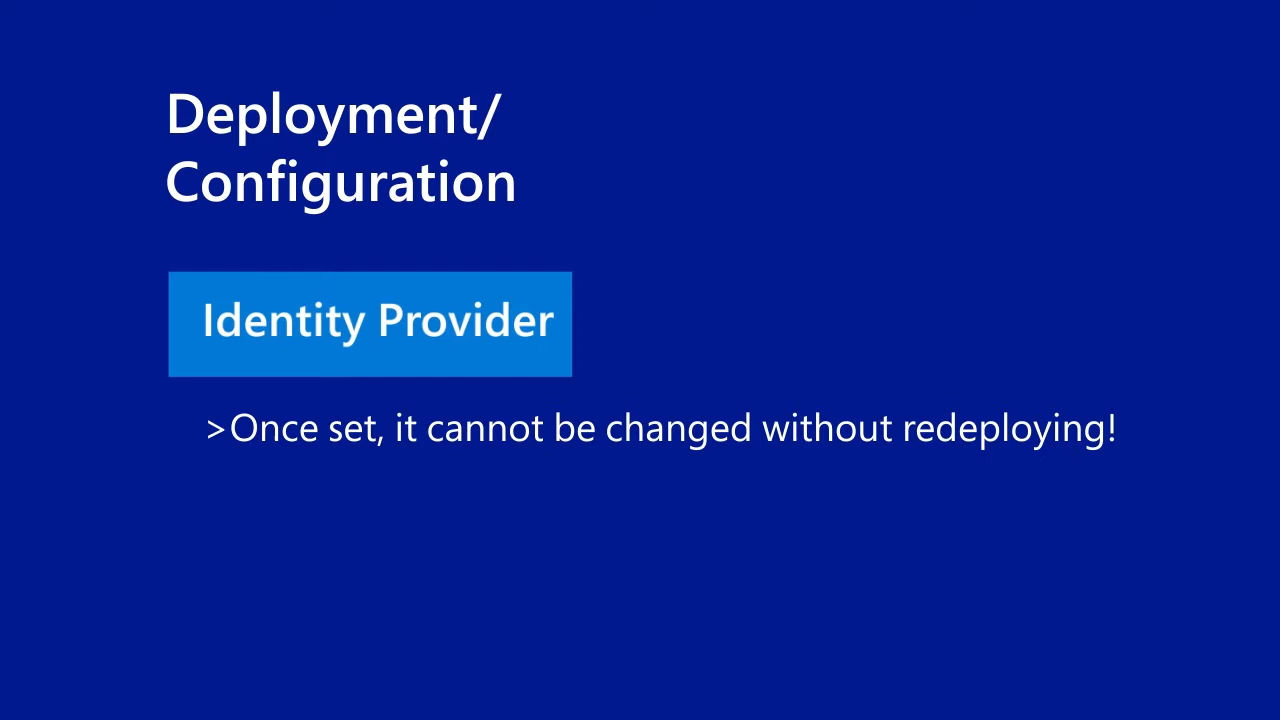 Deployment/
Configuration
Identity Provider
>Once set, it cannot be changed without redeploying!